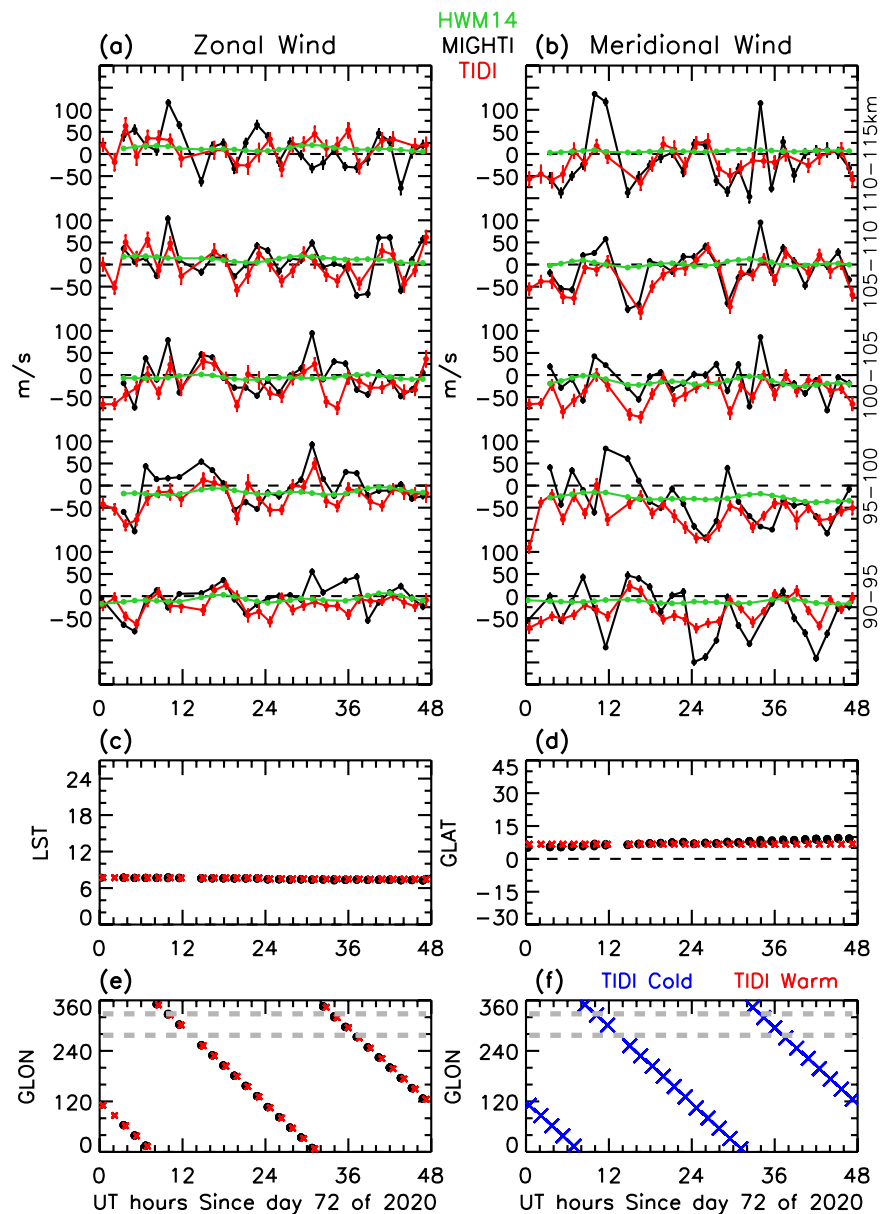 HWM14
(a) Zonal Wind MIGHTI (b) Meridional Wind
TIDI
100
50
0
-50
110-115km
100
50
0
-50
105-110
m/s
m/s
100
50
0
-50
100-105
100
50
0
-50
95-100
100
50
0
-50
90-95
0 12 24 36 48
0 12 24 36 48
(c)
LST
24
18
12
6
0
0 12 24 36 48
(d)
GLAT
45
30
15
0
-15
-30
0 12 24 36 48
(e)
GLON
360
240
120
0
0 12 24 36 48
UT hours Since day 72 of 2020
(f) TIDI Cold TIDI Warm
GLON
360
240
120
0
0 12 24 36 48
UT hours Since day 72 of 2020